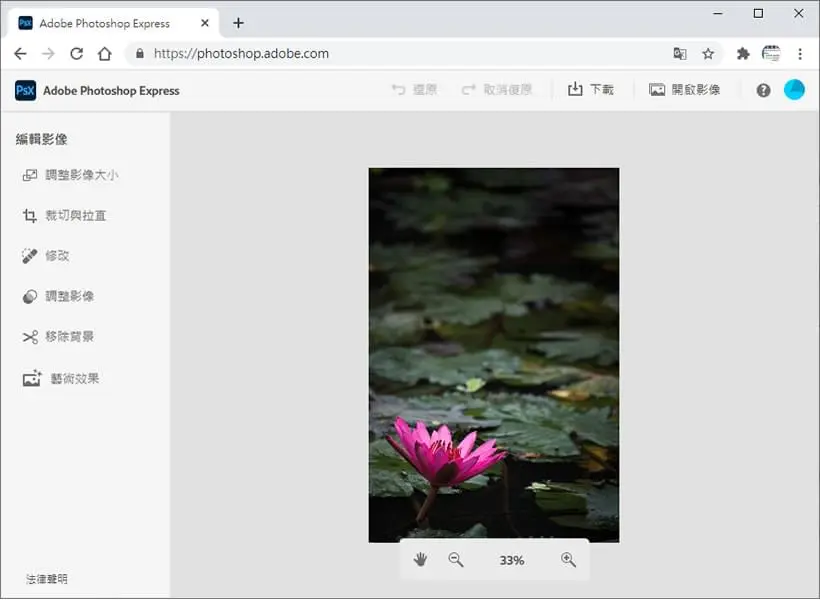 PsX Adobe Photoshop Express
https://photoshop.adobe.com
PsX Adobe Photoshop Express 還原 取消復原 下載 開啟影像
編輯影像
調整影像大小
裁切與拉直
修改
調整影像
移除背景
藝術效果
33%
法律聲明